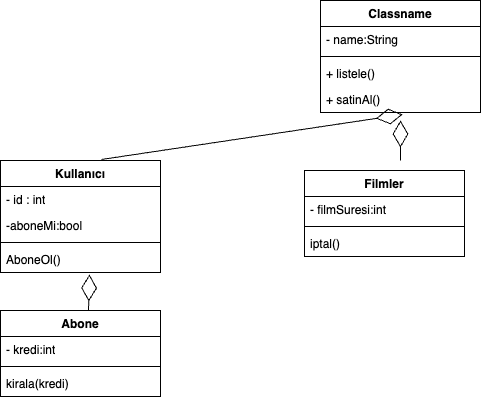 Classname
- name:String
+ listele()
+ satinAl()
Kullanıcı
- id : int
-aboneMi:bool
AboneOl()
Filmler
- filmSuresi:int
iptal()
Abone
- kredi:int
kirala(kredi)